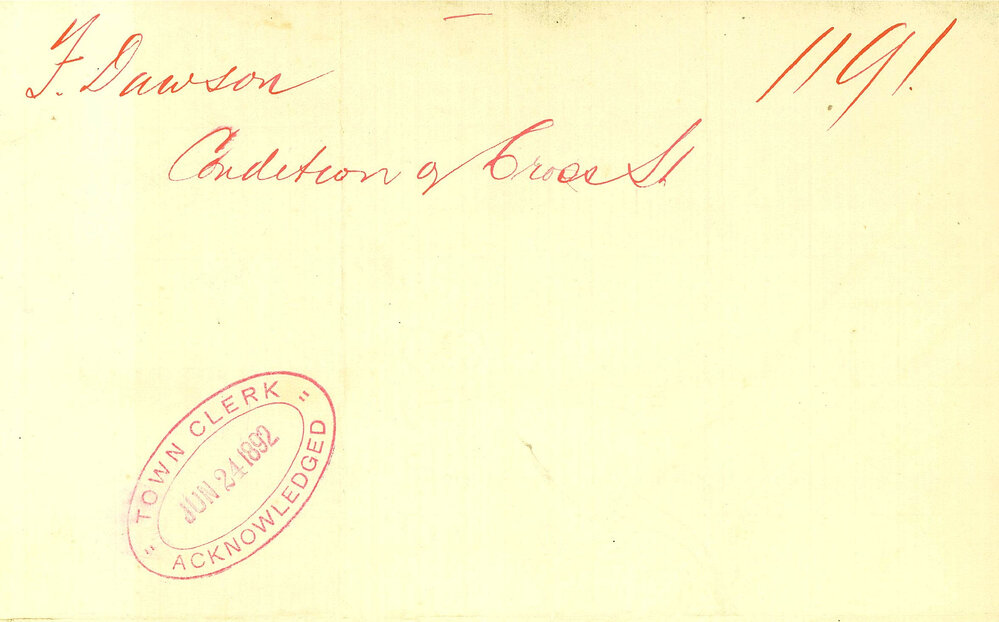 F. Dawson 1191.
Condition of Cross St
" TOWN CLERK "
JUN 24 1892
ACKNOWLEDGED